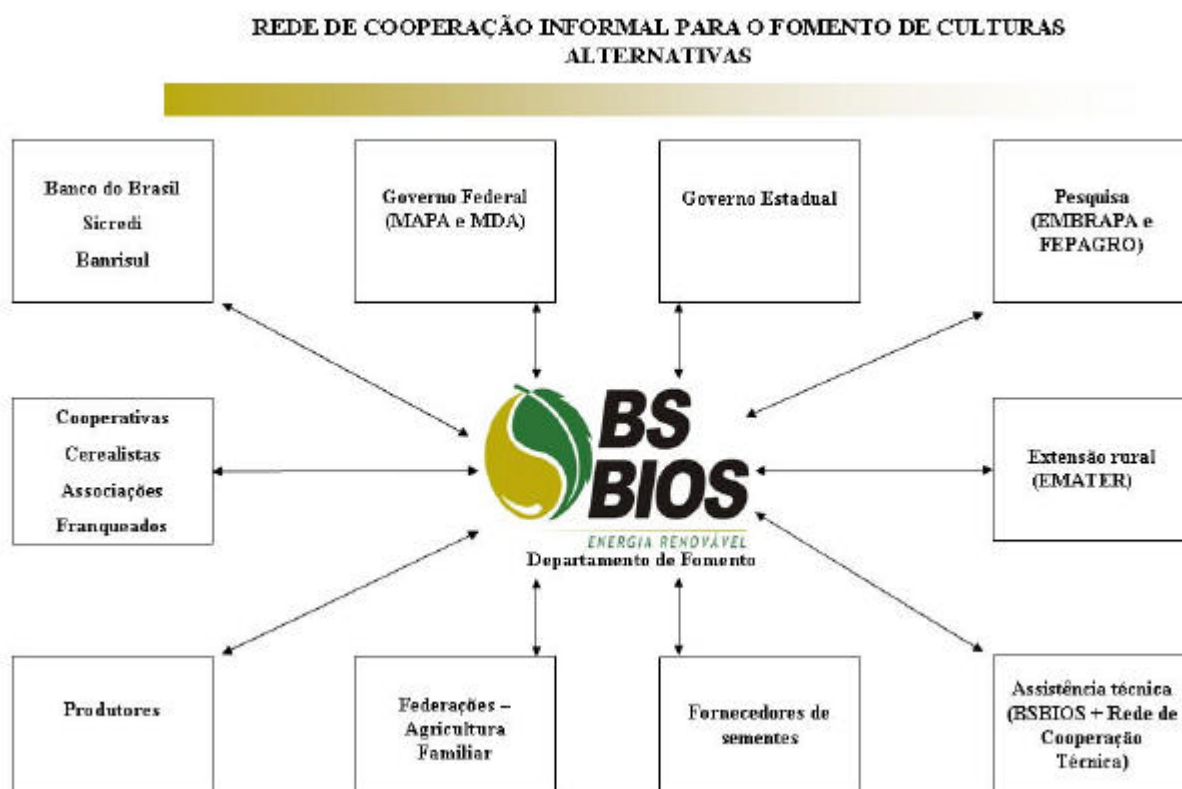 REDE DE COOPERAÇÃO INFORMAL PARA O FOMENTO DE CULTURAS
ALTERNATIVAS
Banco do Brasil
Sicredi
Banrisul
Governo Federal
(MAPA e MDA)
Governo Estadual
Pesquisa
(EMBRAPA e
FEPAGRO)
Cooperativas
Cerealistas
Associações
Franqueados
BS
BIOS
ENERGIA RENOVÁVEL
Departamento de Fomento
Extensão rural
(EMATER)
Produtores
Federações –
Agricultura
Familiar
Fornecedores de
sementes
Assistência técnica
(BSBIOS + Rede de
Cooperação
Técnica)